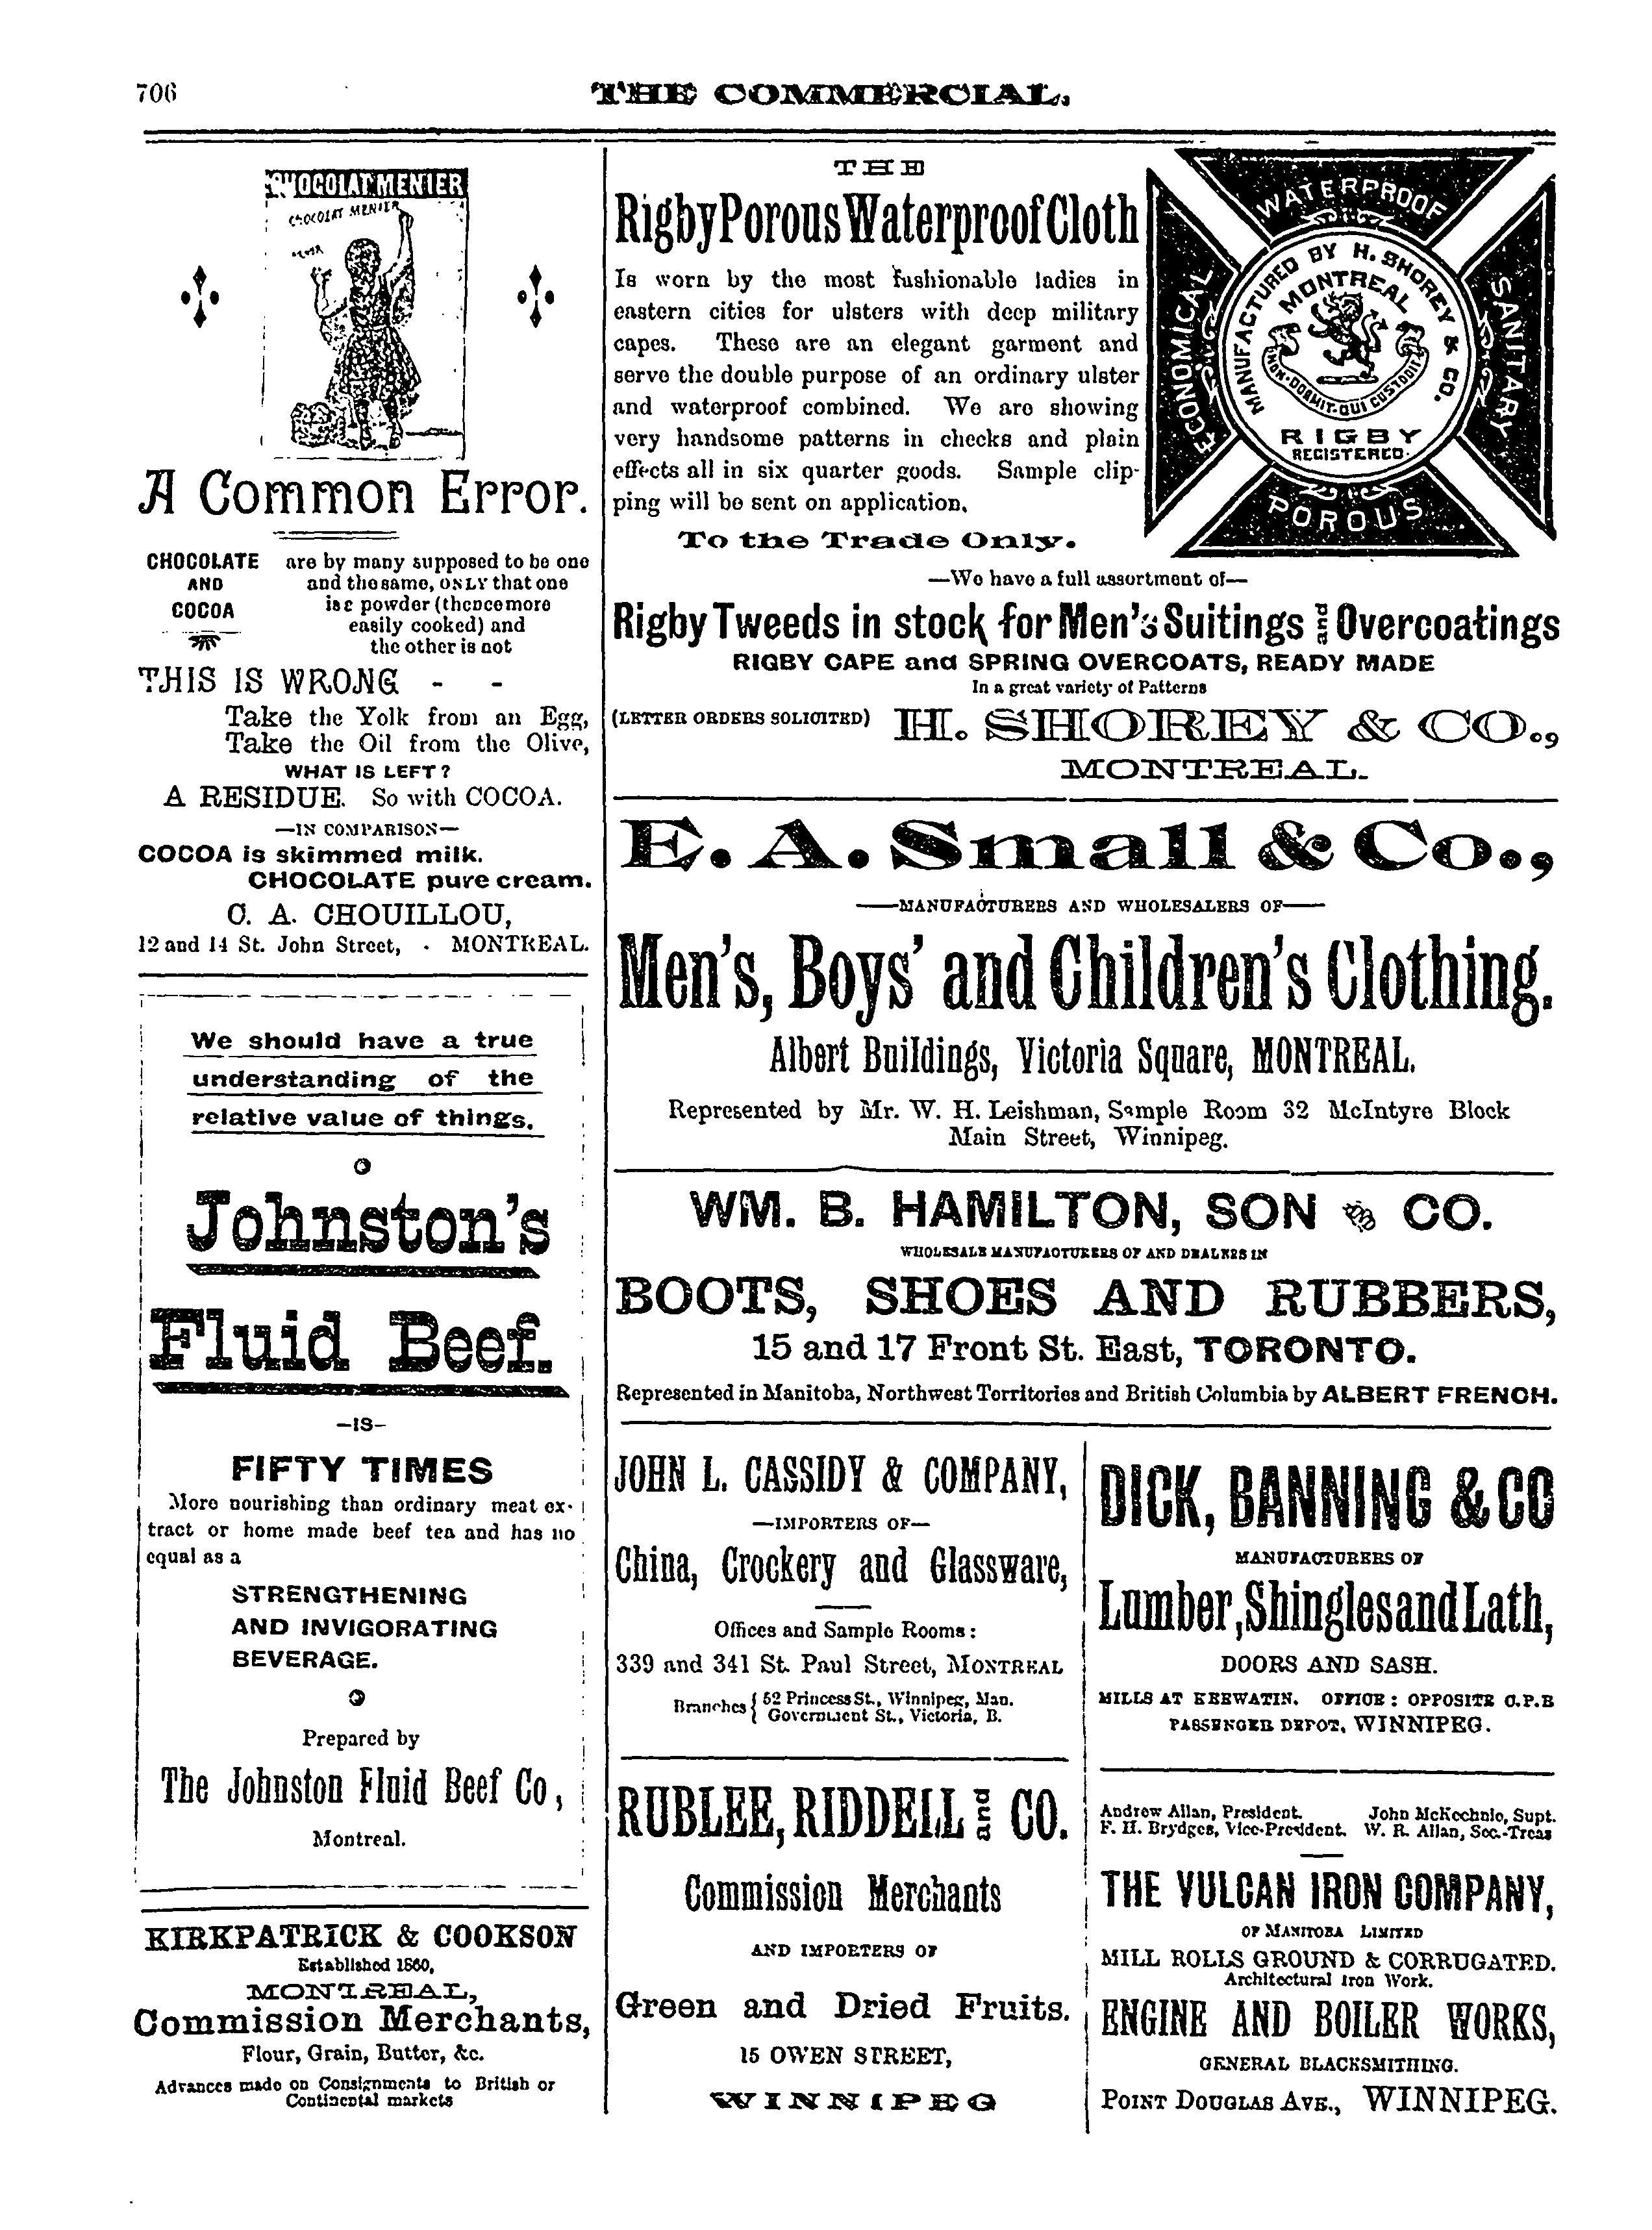 706
THE COMMERCIAL.
CHOCOLAT MENIER
CHOCOLAT MENIER
A Common Error.
CHOCOLATE
AND
COCOA
are by many supposed to be one
and the same, ONLY that one
is a powder (thence more
easily cooked) and
the other is not
THIS IS WRONG - -
Take the Yolk from an Egg,
Take the Oil from the Olive,
WHAT IS LEFT?
A RESIDUE. So with COCOA.
—IN COMPARISON—
COCOA is skimmed milk.
CHOCOLATE pure cream.
C. A. CHOUILLOU,
12 and 14 St. John Street, - MONTREAL.
We should have a true
understanding of the
relative value of things.
Johnston's
Fluid Beef.
—IS—
FIFTY TIMES
More nourishing than ordinary meat ex-
tract or home made beef tea and has no
equal as a
STRENGTHENING
AND INVIGORATING
BEVERAGE.
Prepared by
The Johnston Fluid Beef Co,
Montreal.
KIRKPATRICK & COOKSON
Established 1860,
MONTREAL,
Commission Merchants,
Flour, Grain, Butter, &c.
Advances made on Consignments to British or
Continental markets
THE
Rigby Porous Waterproof Cloth
Is worn by the most fashionable ladies in
eastern cities for ulsters with deep military
capes. These are an elegant garment and
serve the double purpose of an ordinary ulster
and waterproof combined. We are showing
very handsome patterns in checks and plain
effects all in six quarter goods. Sample clip-
ping will be sent on application.
To the Trade Only.
WATERPROOF
ECONOMICAL
SANITARY
POROUS
MANUFACTURED BY H. SHOREY & CO.
MONTREAL
NON·DORMIT·QUI CUSTODIT
RIGBY
REGISTERED.
—We have a full assortment of—
Rigby Tweeds in stock for Men's Suitings and Overcoatings
RIGBY CAPE and SPRING OVERCOATS, READY MADE
In a great variety of Patterns
(LETTER ORDERS SOLICITED) H. SHOREY & CO.,
MONTREAL.
E. A. Small & Co.,
—MANUFACTURERS AND WHOLESALERS OF—
Men's, Boys' and Children's Clothing.
Albert Buildings, Victoria Square, MONTREAL.
Represented by Mr. W. H. Leishman, Sample Room 32 McIntyre Block
Main Street, Winnipeg.
WM. B. HAMILTON, SON & CO.
WHOLESALE MANUFACTURERS OF AND DEALERS IN
BOOTS, SHOES AND RUBBERS,
15 and 17 Front St. East, TORONTO.
Represented in Manitoba, Northwest Territories and British Columbia by ALBERT FRENCH.
JOHN L. CASSIDY & COMPANY,
—IMPORTERS OF—
China, Crockery and Glassware,
Offices and Sample Rooms:
339 and 341 St. Paul Street, MONTREAL
Branches { 52 Princess St., Winnipeg, Man.
Government St., Victoria, B.
RUBLEE, RIDDELL and CO.
Commission Merchants
AND IMPORTERS OF
Green and Dried Fruits.
15 OWEN STREET,
WINNIPEG
DICK, BANNING & CO
MANUFACTURERS OF
Lumber, Shingles and Lath,
DOORS AND SASH.
MILLS AT KEEWATIN. OFFICE: OPPOSITE C.P.R
PASSENGER DEPOT, WINNIPEG.
Andrew Allan, President. John McKechnie, Supt.
F. H. Brydges, Vice-President. W. R. Allan, Sec.-Treas
THE VULCAN IRON COMPANY,
OF MANITOBA LIMITED
MILL ROLLS GROUND & CORRUGATED.
Architectural Iron Work.
ENGINE AND BOILER WORKS,
GENERAL BLACKSMITHING.
POINT DOUGLAS AVE., WINNIPEG.